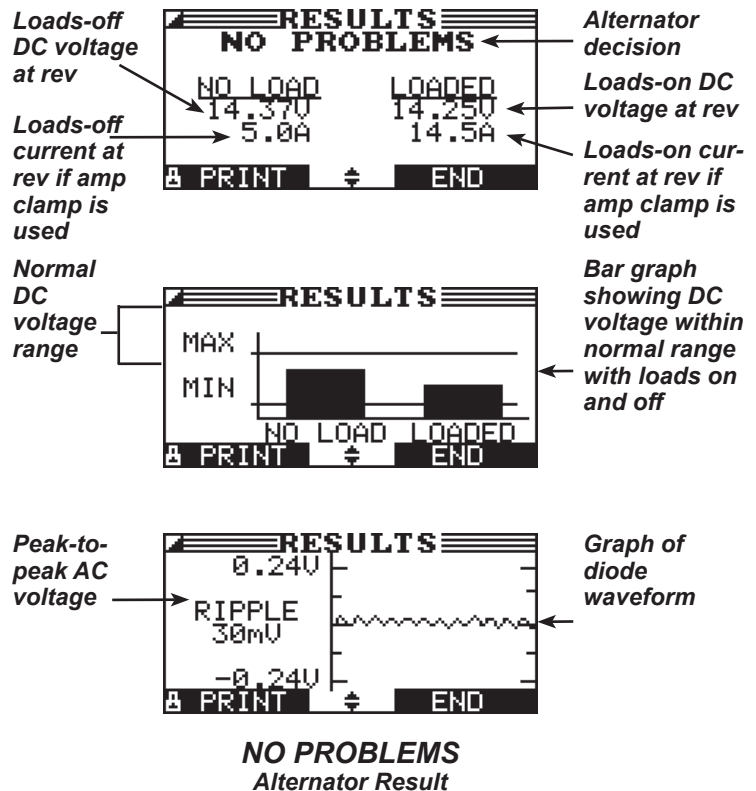 Loads-off
DC voltage
at rev
Loads-off
current at
rev if amp
clamp is
used
RESULTS
NO PROBLEMS
NO LOAD LOADED
14.37V 14.25V
5.0A 14.5A
PRINT END
Alternator
decision
Loads-on DC
voltage at rev
Loads-on cur-
rent at rev if
amp clamp is
used
Normal
DC
voltage
range
RESULTS
MAX
MIN
NO LOAD LOADED
PRINT END
Bar graph
showing DC
voltage within
normal range
with loads on
and off
Peak-to-
peak AC
voltage
RESULTS
0.24V
RIPPLE
30mV
-0.24V
PRINT END
Graph of
diode
waveform
NO PROBLEMS
Alternator Result